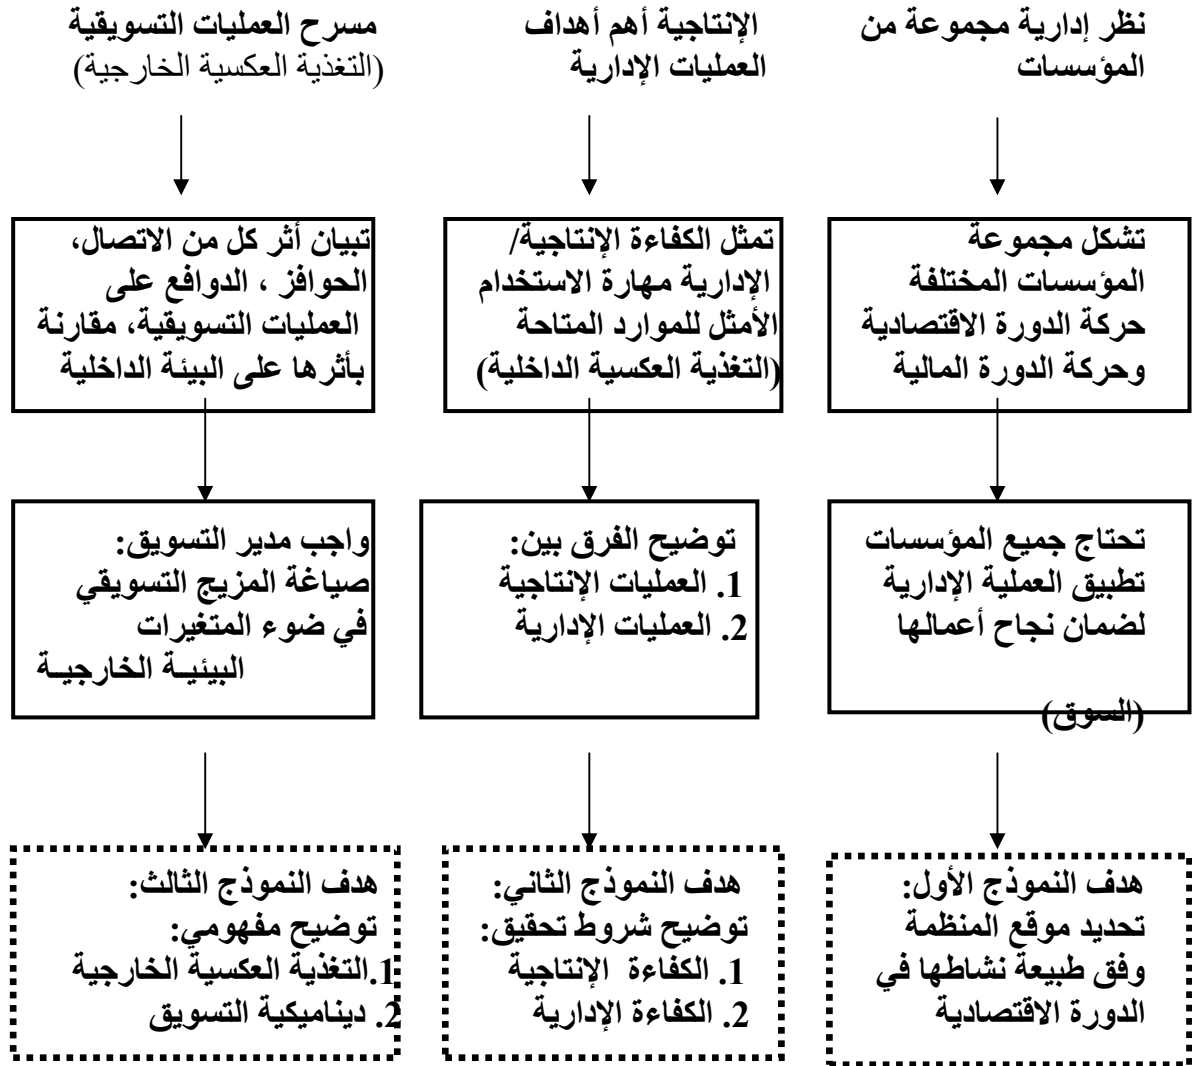 نظر إدارية مجموعة من
المؤسسات
تشكل مجموعة
المؤسسات المختلفة
حركة الدورة الاقتصادية
وحركة الدورة المالية
تحتاج جميع المؤسسات
تطبيق العملية الإدارية
لضمان نجاح أعمالها
(السوق)
هدف النموذج الأول:
تحديد موقع المنظمة
وفق طبيعة نشاطها في
الدورة الاقتصادية
الإنتاجية أهم أهداف
العمليات الإدارية
تمثل الكفاءة الإنتاجية/
الإدارية مهارة الاستخدام
الأمثل للموارد المتاحة
(التغذية العكسية الداخلية)
توضيح الفرق بين:
1. العمليات الإنتاجية
2. العمليات الإدارية
هدف النموذج الثاني:
توضيح شروط تحقيق:
1. الكفاءة الإنتاجية
2. الكفاءة الإدارية
مسرح العمليات التسويقية
(التغذية العكسية الخارجية)
تبيان أثر كل من الاتصال،
الحوافز ، الدوافع على
العمليات التسويقية، مقارنة
بأثرها على البيئة الداخلية
واجب مدير التسويق:
صياغة المزيج التسويقي
في ضوء المتغيرات
البيئيـة الخارجيـة
هدف النموذج الثالث:
توضيح مفهومي:
1.التغذية العكسية الخارجية
2. ديناميكية التسويق